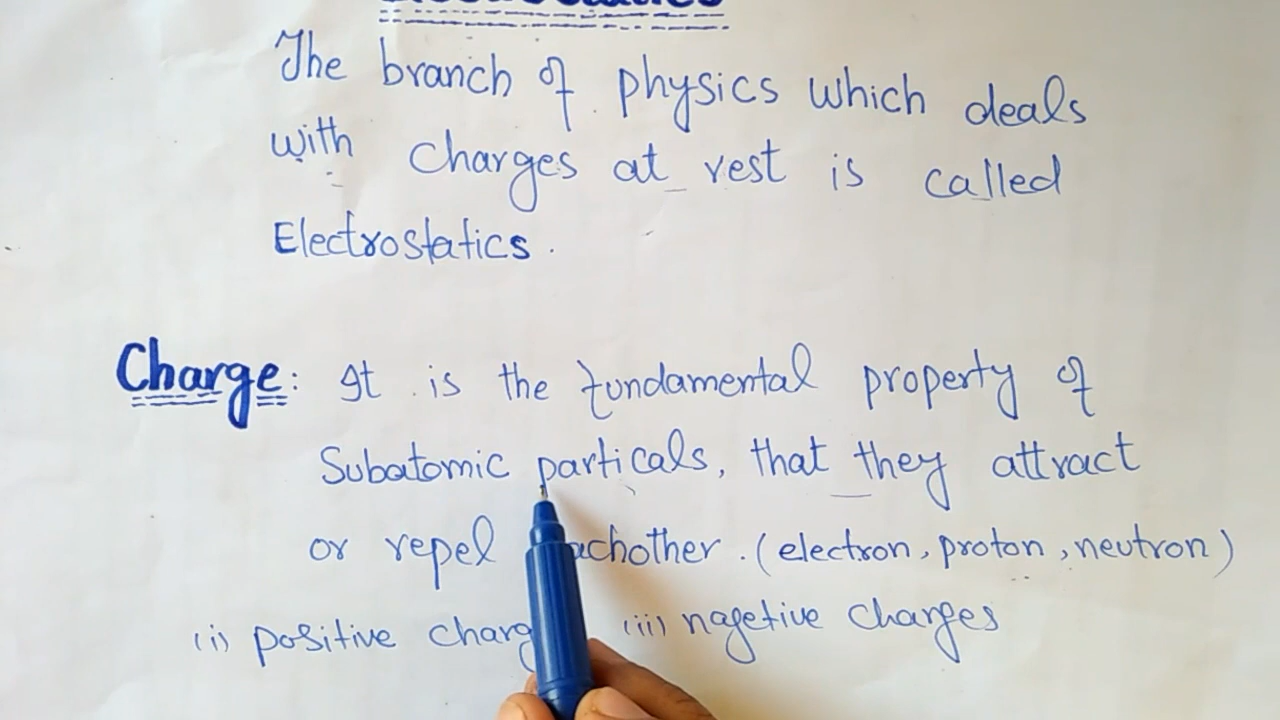 The branch of physics which deals
with charges at rest is called
Electrostatics.
Charge: It is the fundamental property of
Subatomic particals, that they attract
or repel achother. (electron, proton, neutron)
(i) positive charg (ii) nagetive charges